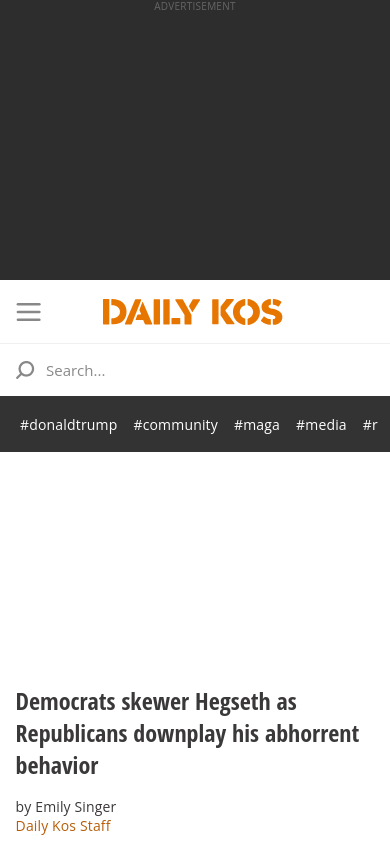 ADVERTISEMENT
DAILY KOS
Search...
#donaldtrump #community #maga #media #r
Democrats skewer Hegseth as
Republicans downplay his abhorrent
behavior
by Emily Singer
Daily Kos Staff